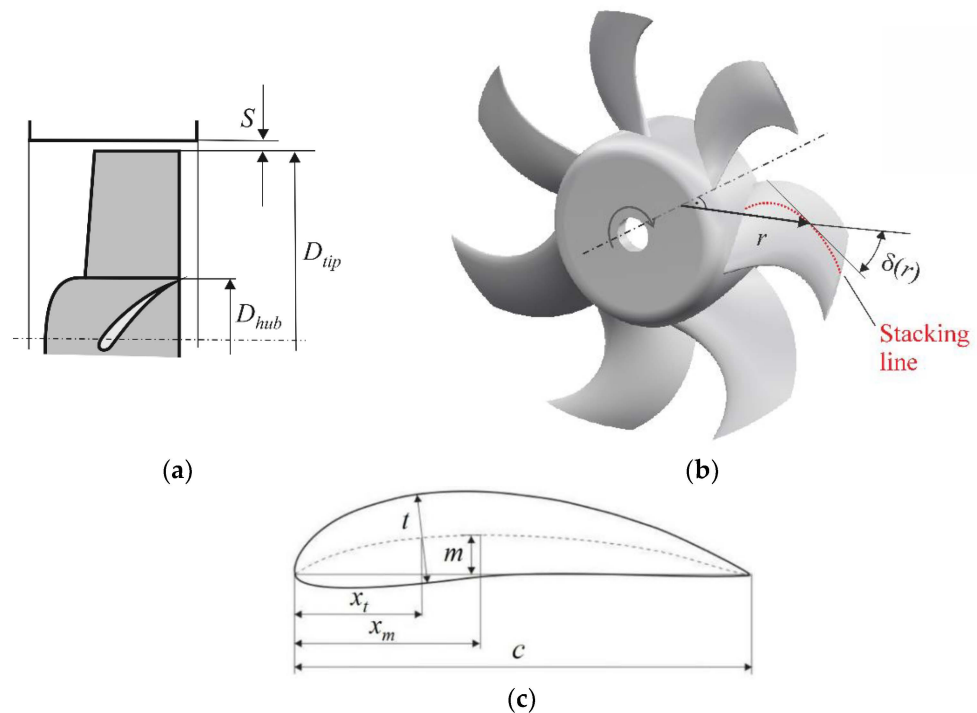 S
D_tip
D_hub
(a)
r
δ(r)
Stacking
line
(b)
t
m
x_t
x_m
c
(c)